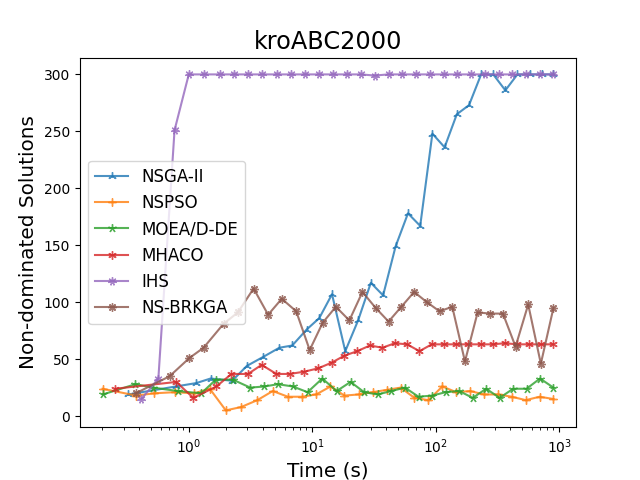 kroABC2000
300
250
200
150
100
50
0
Non-dominated Solutions
NSGA-II
NSPSO
MOEA/D-DE
MHACO
IHS
NS-BRKGA
10⁰
10¹
10²
10³
Time (s)